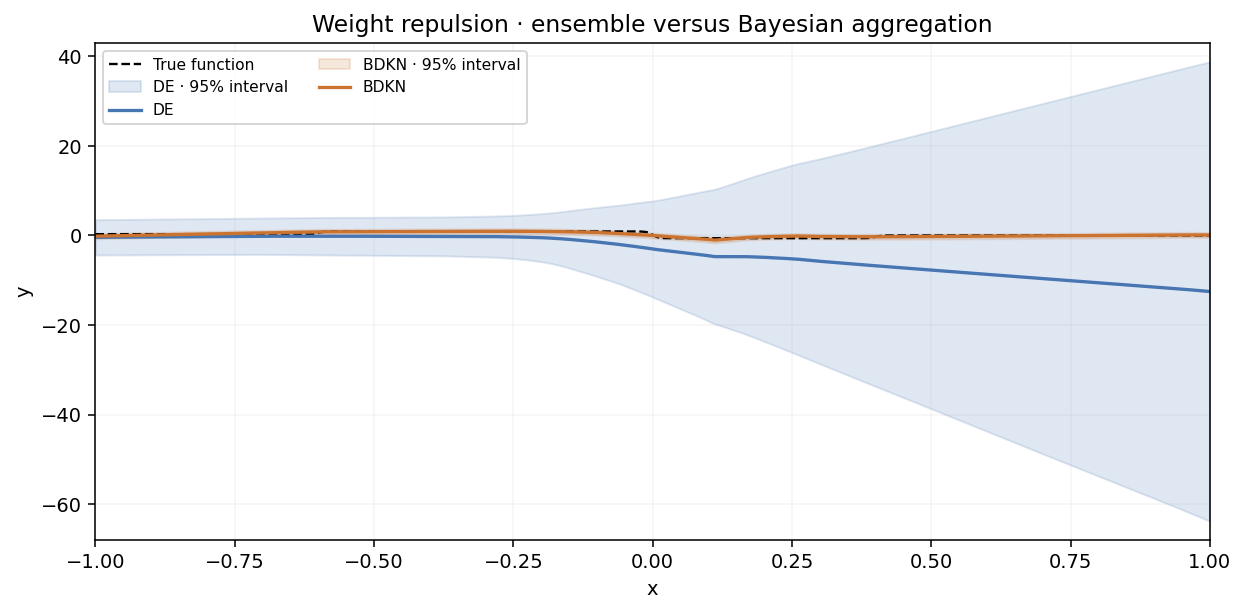 Weight repulsion · ensemble versus Bayesian aggregation
True function
DE · 95% interval
DE
BDKN · 95% interval
BDKN
40
20
0
−20
−40
−60
y
−1.00 −0.75 −0.50 −0.25 0.00 0.25 0.50 0.75 1.00
x